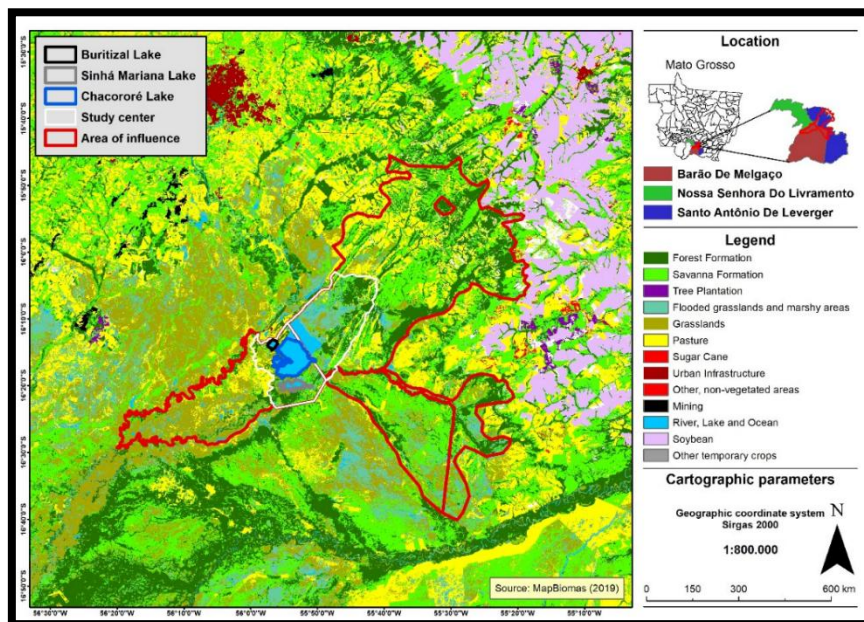 Buritizal Lake
Sinhá Mariana Lake
Chacororé Lake
Study center
Area of influence
Source: MapBiomas (2019)
56°30'0"W
56°20'0"W
56°10'0"W
56°0'0"W
55°50'0"W
55°40'0"W
55°30'0"W
55°20'0"W
55°10'0"W
Location
Mato Grosso
Barão De Melgaço
Nossa Senhora Do Livramento
Santo Antônio De Leverger
Legend
Forest Formation
Savanna Formation
Tree Plantation
Flooded grasslands and marshy areas
Grasslands
Pasture
Sugar Cane
Urban Infrastructure
Other, non-vegetated areas
Mining
River, Lake and Ocean
Soybean
Other temporary crops
Cartographic parameters
Geographic coordinate system
Sirgas 2000
N
1:800.000
0 150 300 600 km